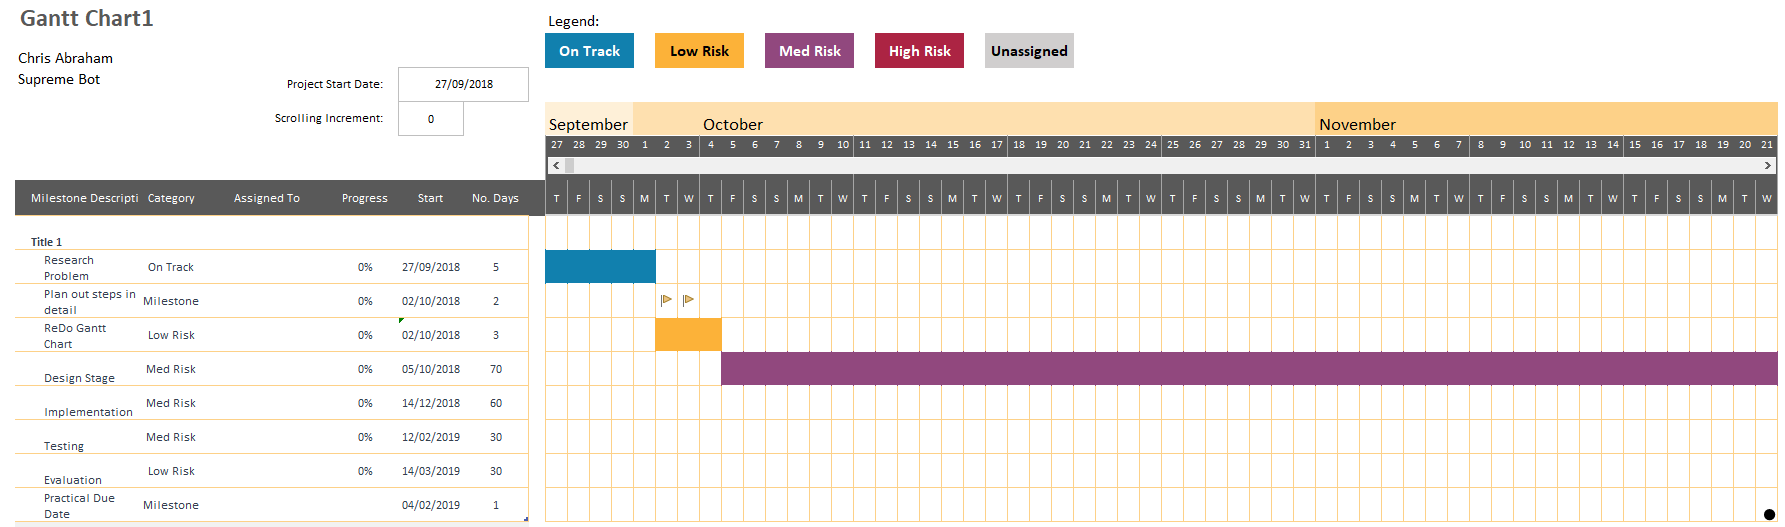 Gantt Chart1
Legend:
On Track Low Risk Med Risk High Risk Unassigned
Chris Abraham
Supreme Bot
Project Start Date: 27/09/2018
Scrolling Increment: 0
September October November
27 28 29 30 1 2 3 4 5 6 7 8 9 10 11 12 13 14 15 16 17 18 19 20 21 22 23 24 25 26 27 28 29 30 31 1 2 3 4 5 6 7 8 9 10 11 12 13 14 15 16 17 18 19 20 21
Milestone Descripti Category Assigned To Progress Start No. Days T F S S M T W T F S S M T W T F S S M T W T F S S M T W T F S S M T W T F S S M T W T F S S M T W T F S S M T W
Title 1
Research
Problem On Track 0% 27/09/2018 5
Plan out steps in
detail Milestone 0% 02/10/2018 2
ReDo Gantt
Chart Low Risk 0% 02/10/2018 3
Design Stage Med Risk 0% 05/10/2018 70
Implementation Med Risk 0% 14/12/2018 60
Testing Med Risk 0% 12/02/2019 30
Evaluation Low Risk 0% 14/03/2019 30
Practical Due
Date Milestone 04/02/2019 1